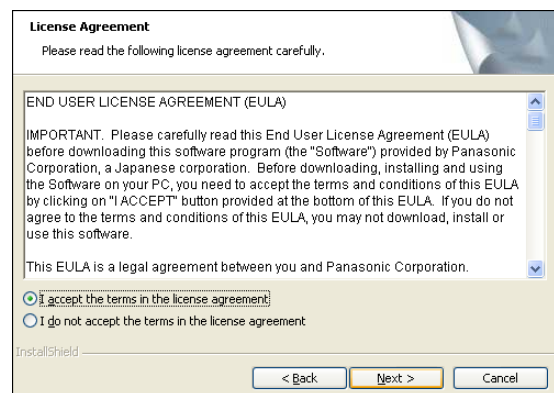 License Agreement
Please read the following license agreement carefully.
END USER LICENSE AGREEMENT (EULA)
IMPORTANT.  Please carefully read this End User License Agreement (EULA)
before downloading this software program (the "Software") provided by Panasonic
Corporation, a Japanese corporation.  Before downloading, installing and using
the Software on your PC, you need to accept the terms and conditions of this EULA
by clicking on "I ACCEPT" button provided at the bottom of this EULA.  If you do not
agree to the terms and conditions of this EULA, you may not download, install or
use this software.
This EULA is a legal agreement between you and Panasonic Corporation.
I accept the terms in the license agreement
I do not accept the terms in the license agreement
InstallShield
< Back
Next >
Cancel